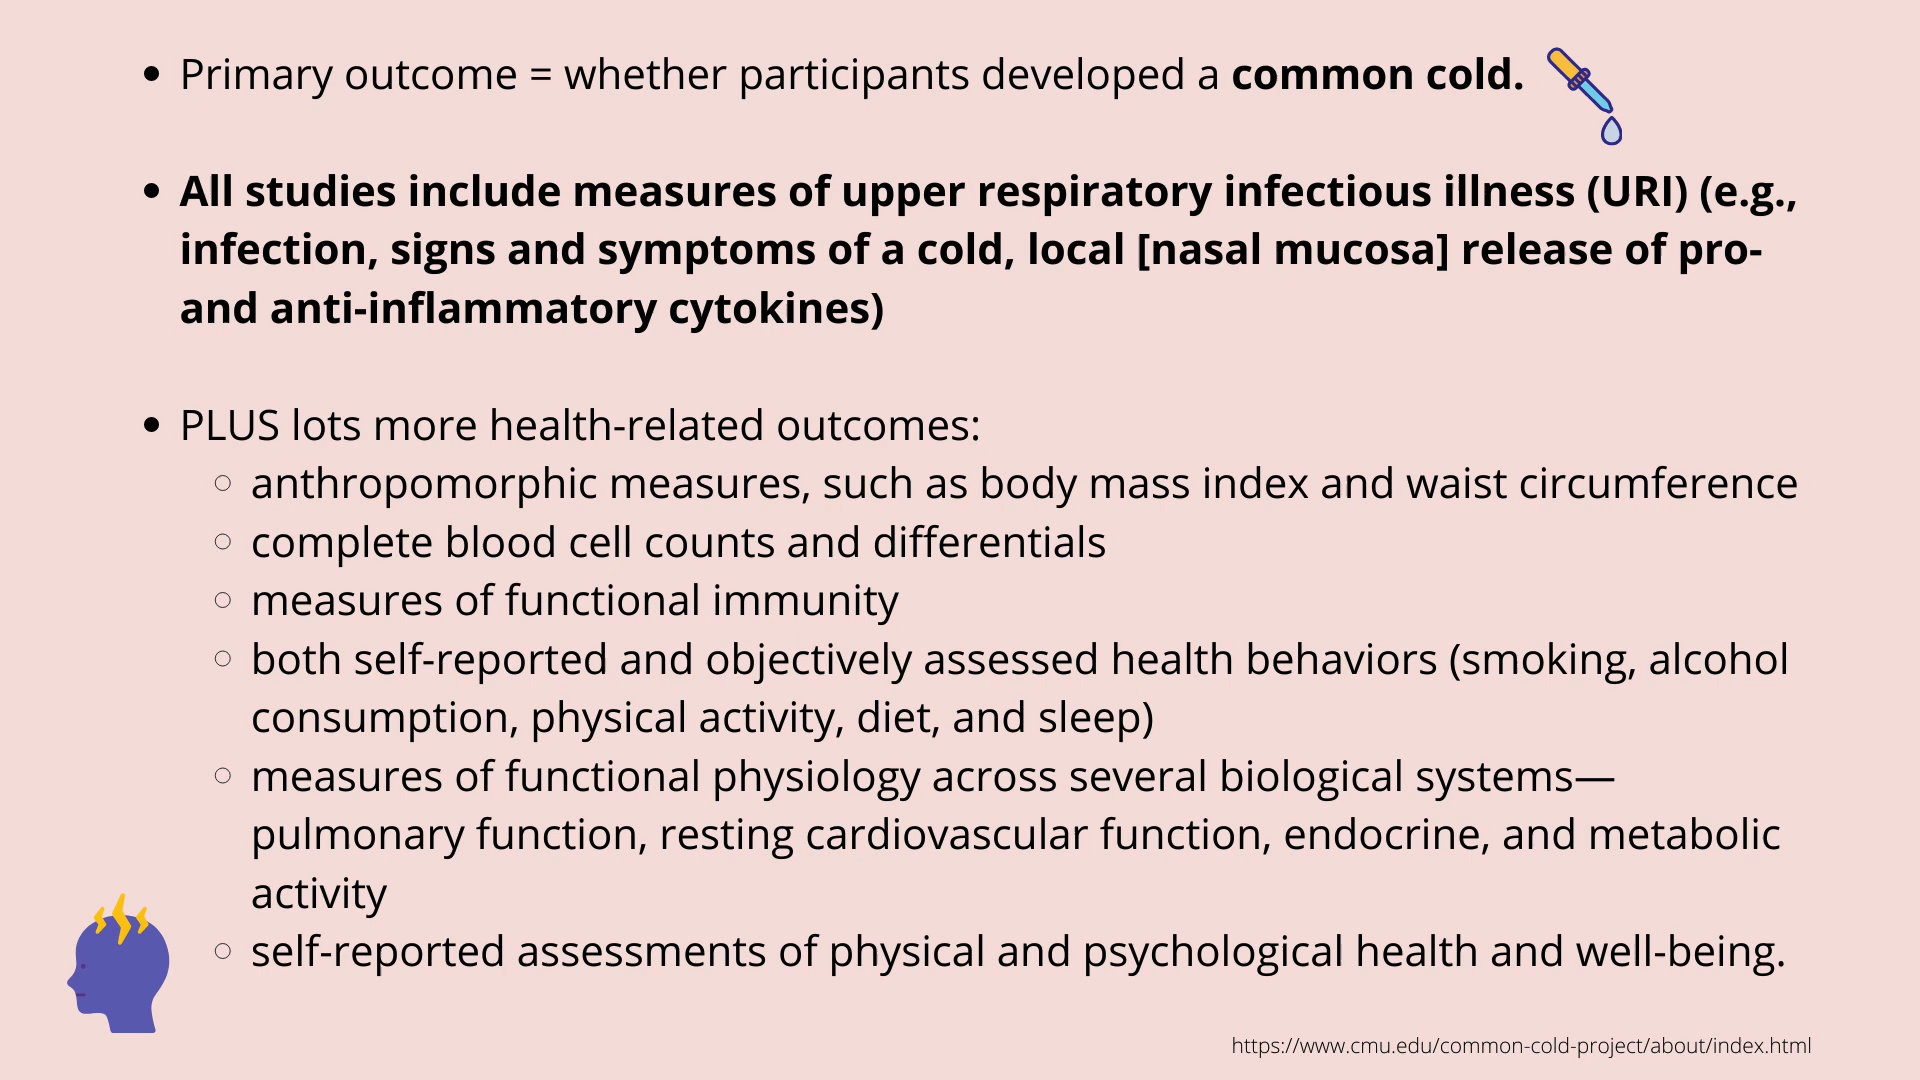 Primary outcome = whether participants developed a common cold.
All studies include measures of upper respiratory infectious illness (URI) (e.g.,
infection, signs and symptoms of a cold, local [nasal mucosa] release of pro-
and anti-inflammatory cytokines)
PLUS lots more health-related outcomes:
anthropomorphic measures, such as body mass index and waist circumference
complete blood cell counts and differentials
measures of functional immunity
both self-reported and objectively assessed health behaviors (smoking, alcohol
consumption, physical activity, diet, and sleep)
measures of functional physiology across several biological systems—
pulmonary function, resting cardiovascular function, endocrine, and metabolic
activity
self-reported assessments of physical and psychological health and well-being.
https://www.cmu.edu/common-cold-project/about/index.html